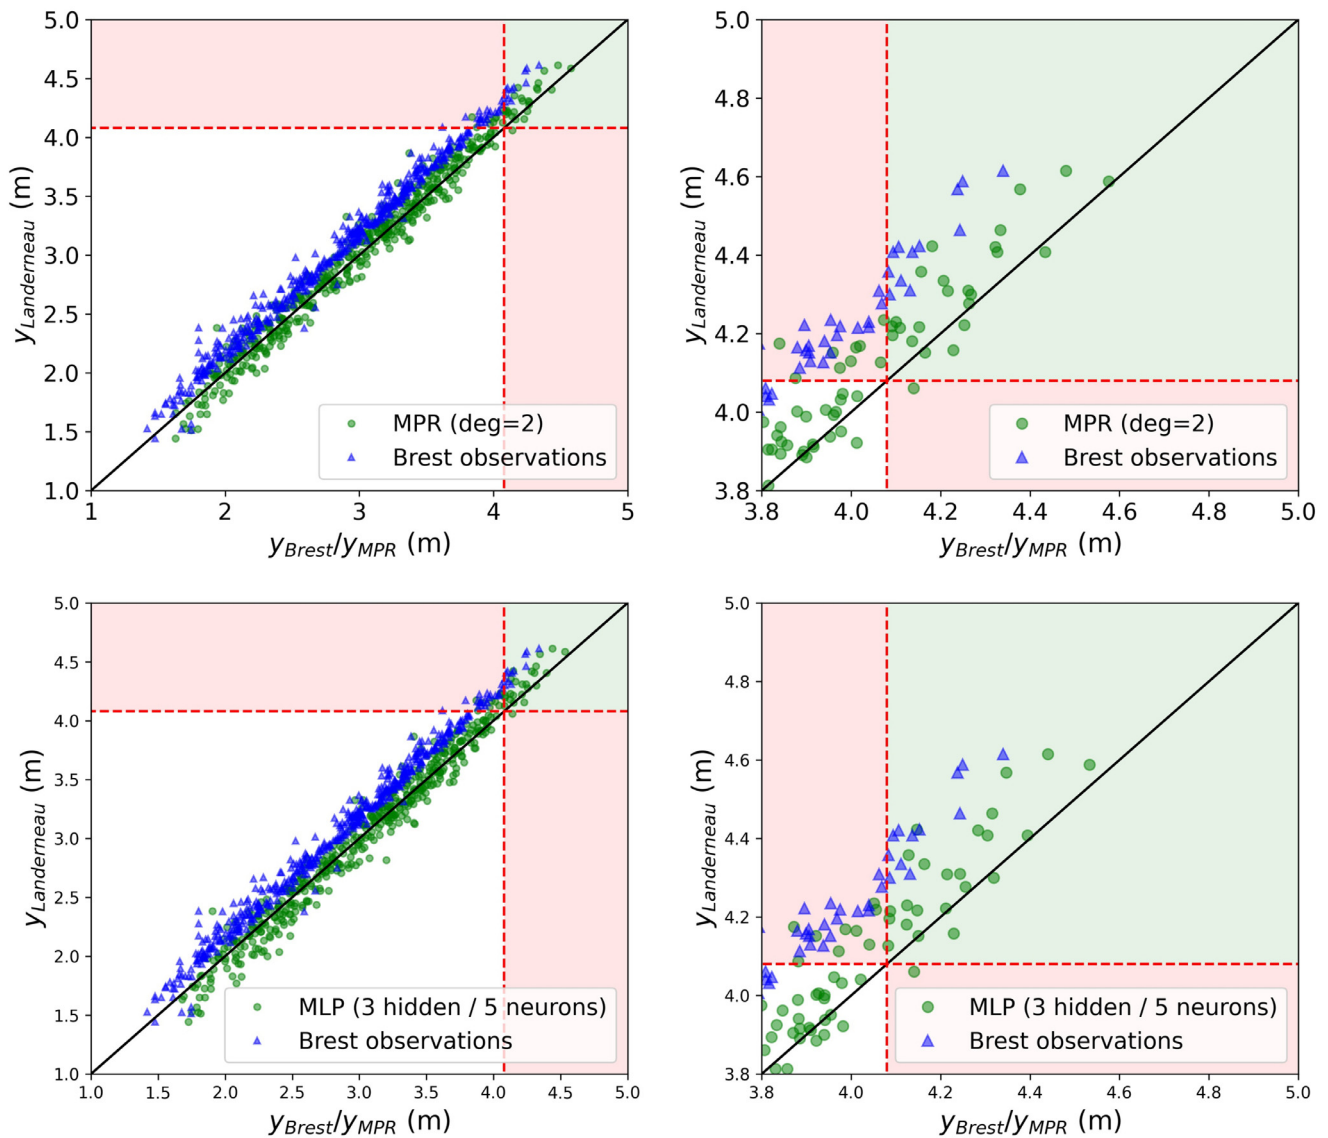 5.0
4.5
4.0
3.5
3.0
2.5
2.0
1.5
1.0
1 2 3 4 5
y_Landerneau (m)
y_Brest/y_MPR (m)
MPR (deg=2)
Brest observations
5.0
4.8
4.6
4.4
4.2
4.0
3.8
3.8 4.0 4.2 4.4 4.6 4.8 5.0
y_Landerneau (m)
y_Brest/y_MPR (m)
MPR (deg=2)
Brest observations
5.0
4.5
4.0
3.5
3.0
2.5
2.0
1.5
1.0
1.0 1.5 2.0 2.5 3.0 3.5 4.0 4.5 5.0
y_Landerneau (m)
y_Brest/y_MPR (m)
MLP (3 hidden / 5 neurons)
Brest observations
5.0
4.8
4.6
4.4
4.2
4.0
3.8
3.8 4.0 4.2 4.4 4.6 4.8 5.0
y_Landerneau (m)
y_Brest/y_MPR (m)
MLP (3 hidden / 5 neurons)
Brest observations